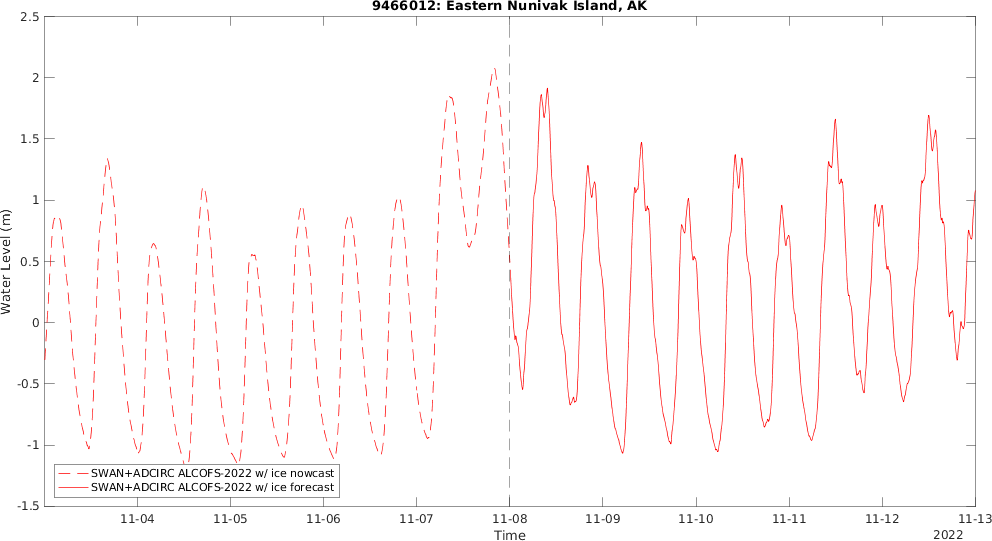 9466012: Eastern Nunivak Island, AK
2.5
2
1.5
1
0.5
0
-0.5
-1
-1.5
Water Level (m)
SWAN+ADCIRC ALCOFS-2022 w/ ice nowcast
SWAN+ADCIRC ALCOFS-2022 w/ ice forecast
11-04 11-05 11-06 11-07 11-08 11-09 11-10 11-11 11-12 11-13
Time
2022